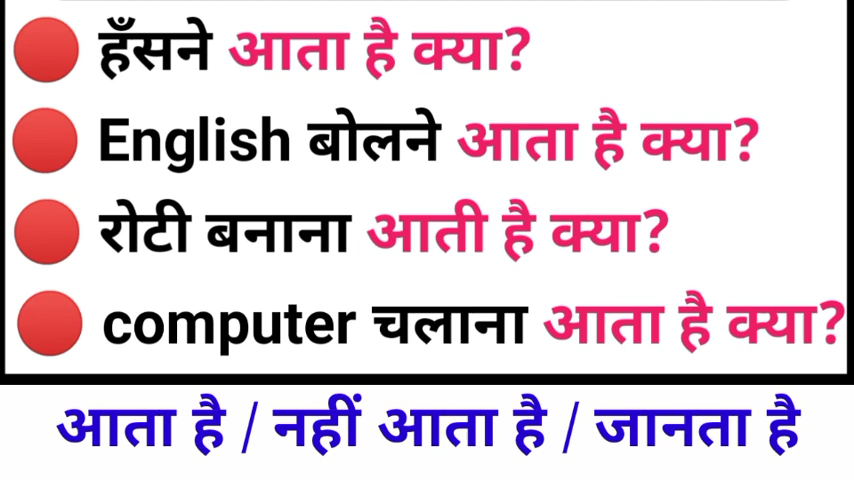 हँसने आता है क्या?
English बोलने आता है क्या?
रोटी बनाना आती है क्या?
computer चलाना आता है क्या?
आता है / नहीं आता है / जानता है